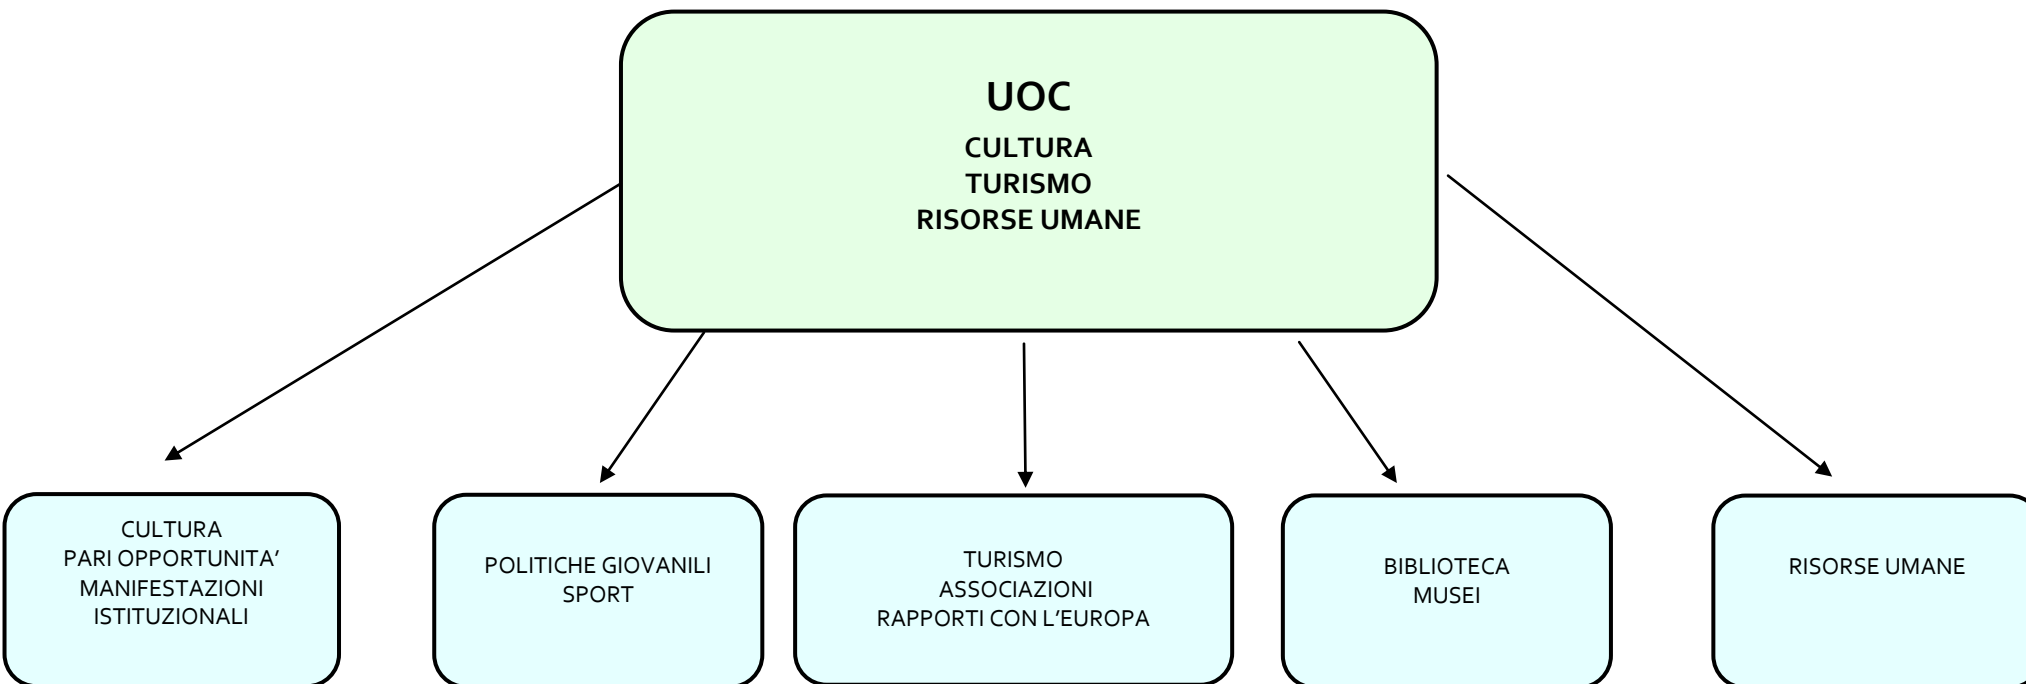 UOC
CULTURA
TURISMO
RISORSE UMANE
CULTURA
PARI OPPORTUNITA’
MANIFESTAZIONI
ISTITUZIONALI
POLITICHE GIOVANILI
SPORT
TURISMO
ASSOCIAZIONI
RAPPORTI CON L’EUROPA
BIBLIOTECA
MUSEI
RISORSE UMANE